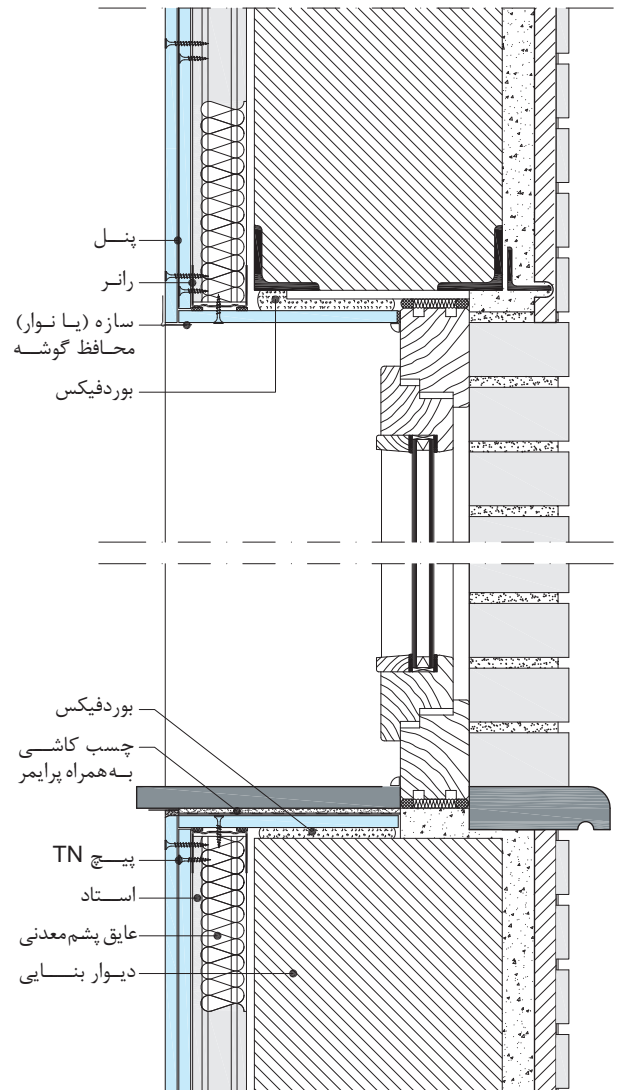 پنل
رانر
سازه (یا نوار)
محافظ گوشه
بوردفیکس
بوردفیکس
چسب کاشی
به‌همراه پرایمر
پیچ TN
استاد
عایق پشم‌معدنی
دیوار بنایی